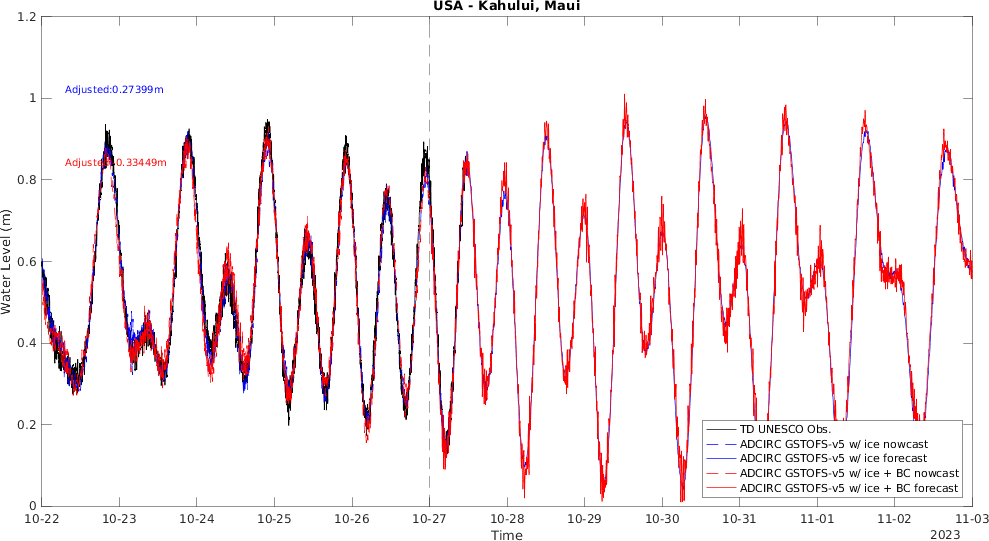 USA - Kahului, Maui
1.2
1
0.8
0.6
0.4
0.2
0
Water Level (m)
Adjusted:0.27399m
Adjusted:0.33449m
TD UNESCO Obs.
ADCIRC GSTOFS-v5 w/ ice nowcast
ADCIRC GSTOFS-v5 w/ ice forecast
ADCIRC GSTOFS-v5 w/ ice + BC nowcast
ADCIRC GSTOFS-v5 w/ ice + BC forecast
10-22 10-23 10-24 10-25 10-26 10-27 10-28 10-29 10-30 10-31 11-01 11-02 11-03
Time
2023